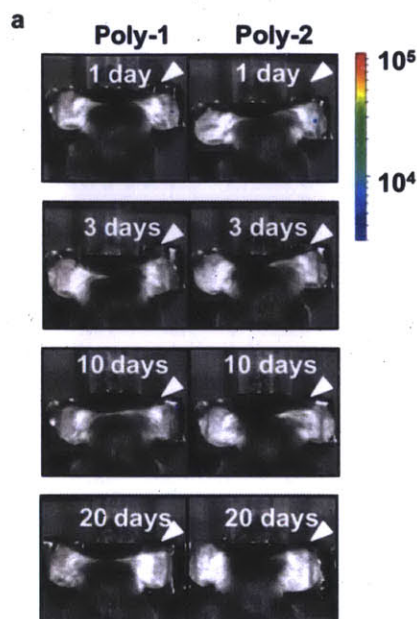 a
Poly-1 Poly-2
1 day 1 day
10⁵
10⁴
3 days 3 days
10 days 10 days
20 days 20 days